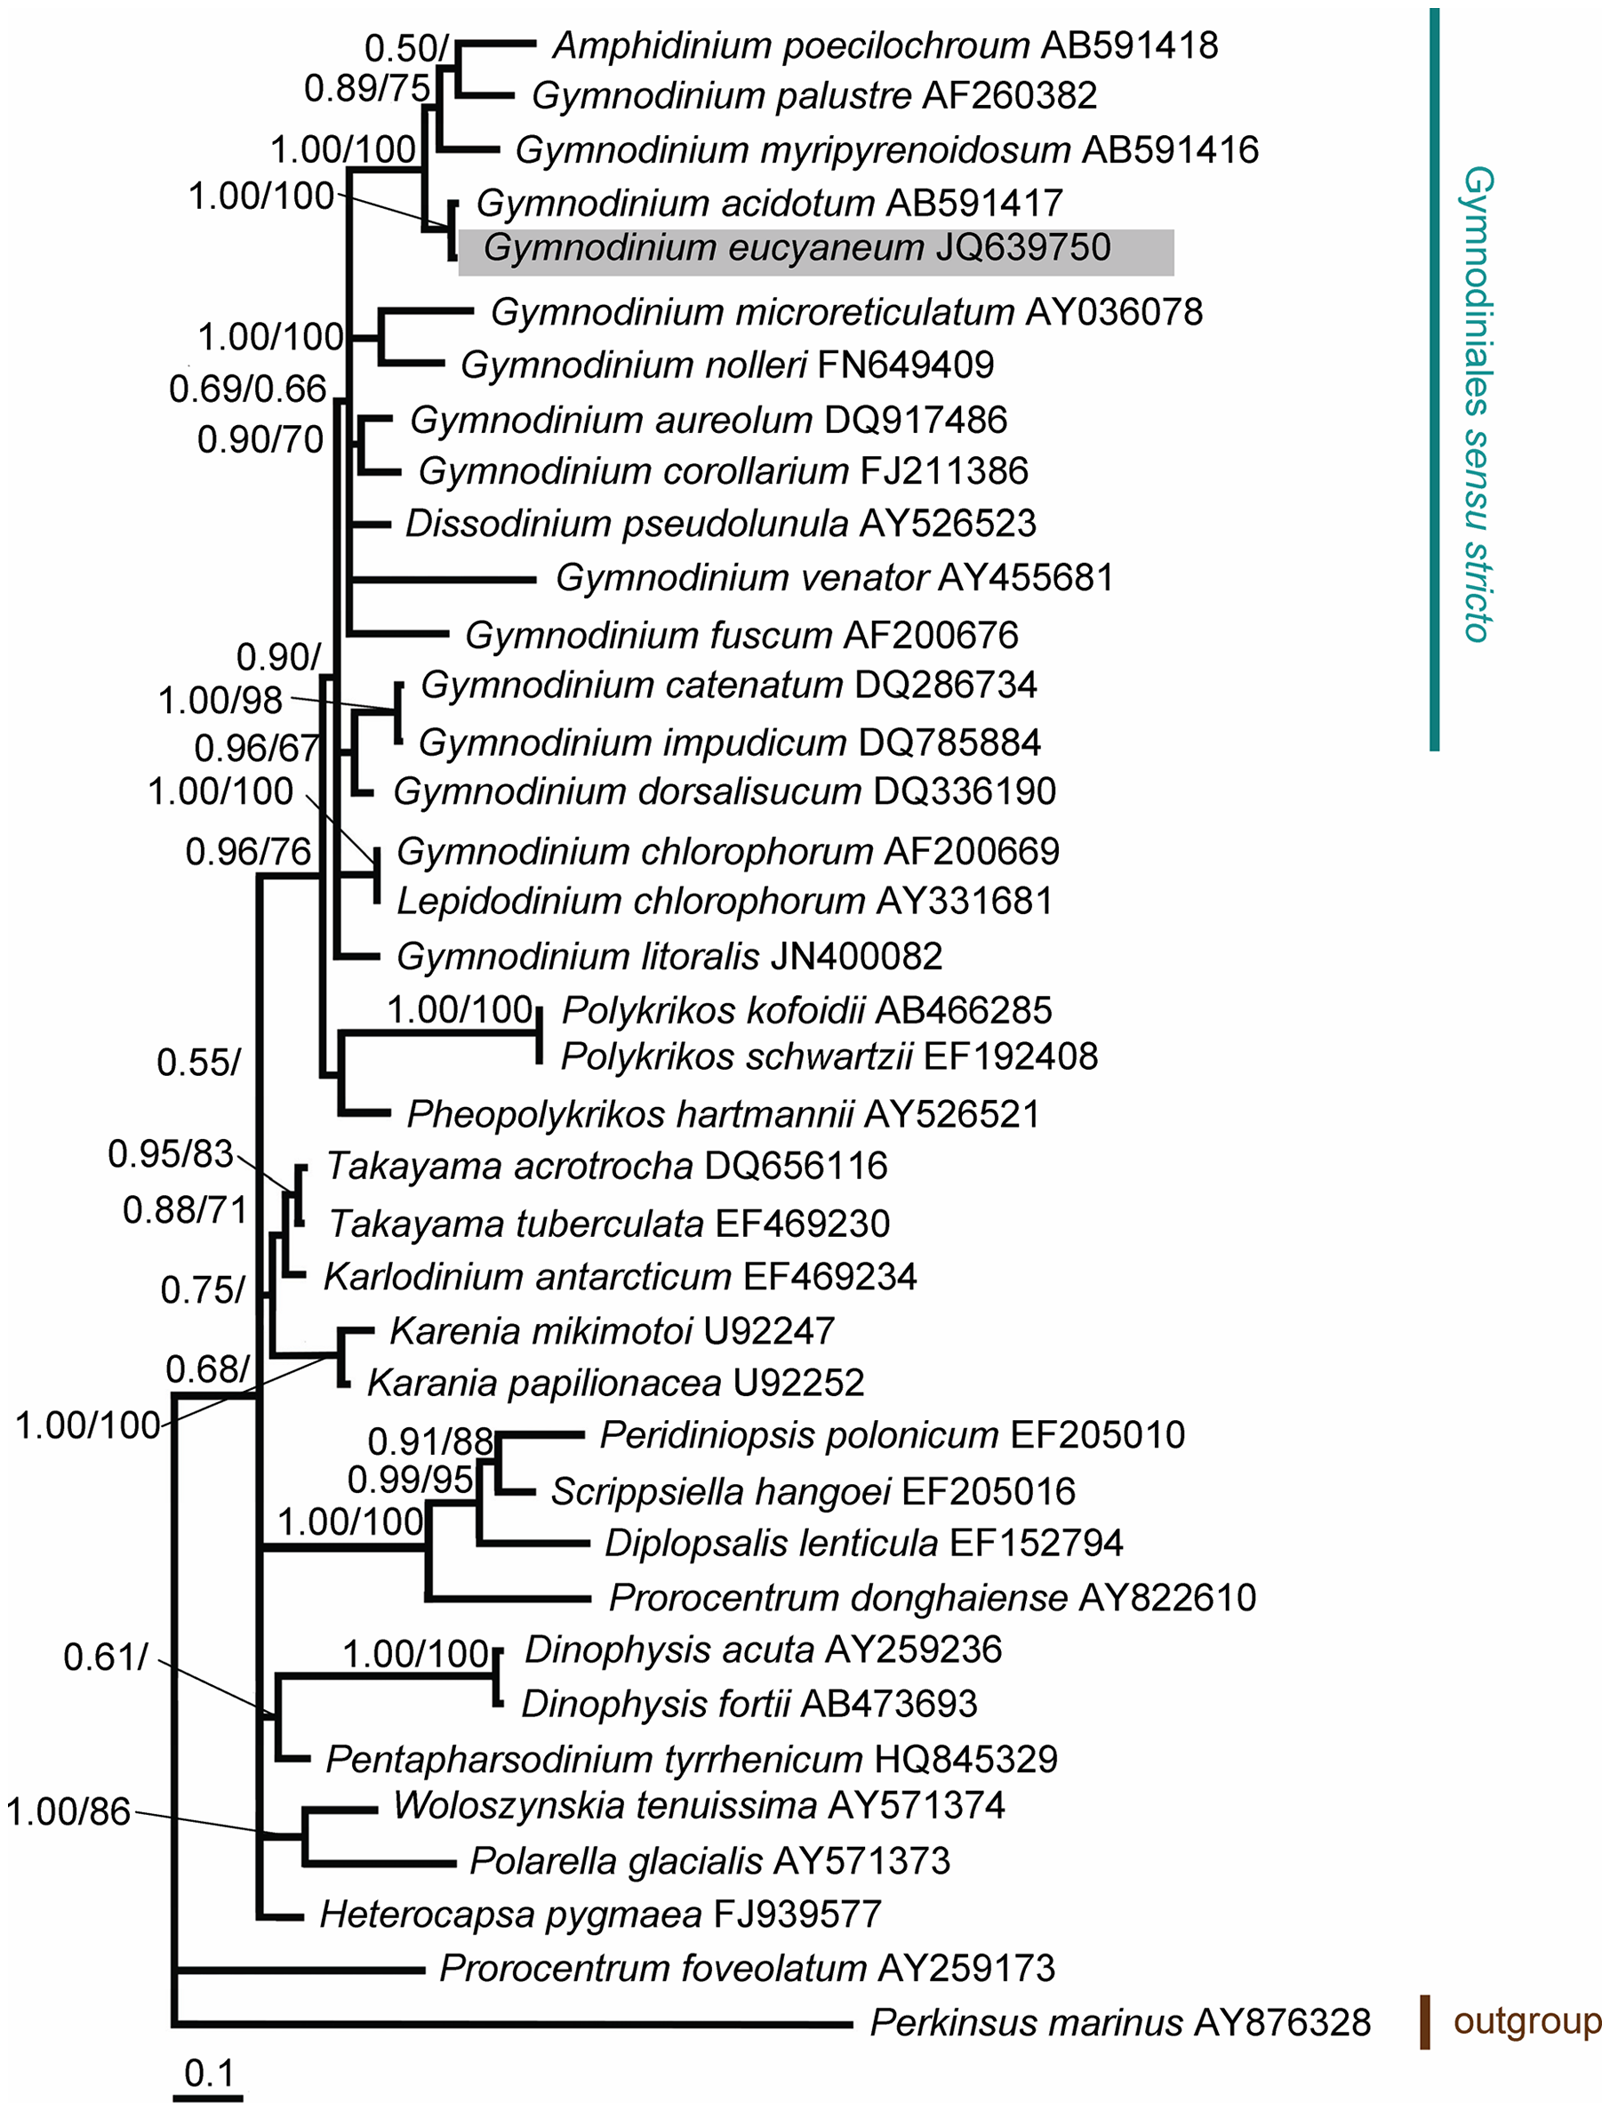 0.50/
Amphidinium poecilochroum AB591418
0.89/75
Gymnodinium palustre AF260382
1.00/100
Gymnodinium myripyrenoidosum AB591416
1.00/100
Gymnodinium acidotum AB591417
Gymnodinium eucyaneum JQ639750
Gymnodinium microreticulatum AY036078
1.00/100
Gymnodinium nolleri FN649409
0.69/0.66
Gymnodinium aureolum DQ917486
0.90/70
Gymnodinium corollarium FJ211386
Dissodinium pseudolunula AY526523
Gymnodinium venator AY455681
Gymnodinium fuscum AF200676
0.90/
Gymnodinium catenatum DQ286734
1.00/98
Gymnodinium impudicum DQ785884
0.96/67
Gymnodinium dorsalisucum DQ336190
1.00/100
Gymnodinium chlorophorum AF200669
0.96/76
Lepidodinium chlorophorum AY331681
Gymnodinium litoralis JN400082
1.00/100
Polykrikos kofoidii AB466285
Polykrikos schwartzii EF192408
0.55/
Pheopolykrikos hartmannii AY526521
0.95/83
Takayama acrotrocha DQ656116
0.88/71
Takayama tuberculata EF469230
Karlodinium antarcticum EF469234
0.75/
Karenia mikimotoi U92247
0.68/
Karania papilionacea U92252
1.00/100
0.91/88
Peridiniopsis polonicum EF205010
0.99/95
Scrippsiella hangoei EF205016
1.00/100
Diplopsalis lenticula EF152794
Prorocentrum donghaiense AY822610
0.61/
1.00/100
Dinophysis acuta AY259236
Dinophysis fortii AB473693
Pentapharsodinium tyrrhenicum HQ845329
1.00/86
Woloszynskia tenuissima AY571374
Polarella glacialis AY571373
Heterocapsa pygmaea FJ939577
Prorocentrum foveolatum AY259173
Perkinsus marinus AY876328
outgroup
0.1
Gymnodiniales sensu stricto